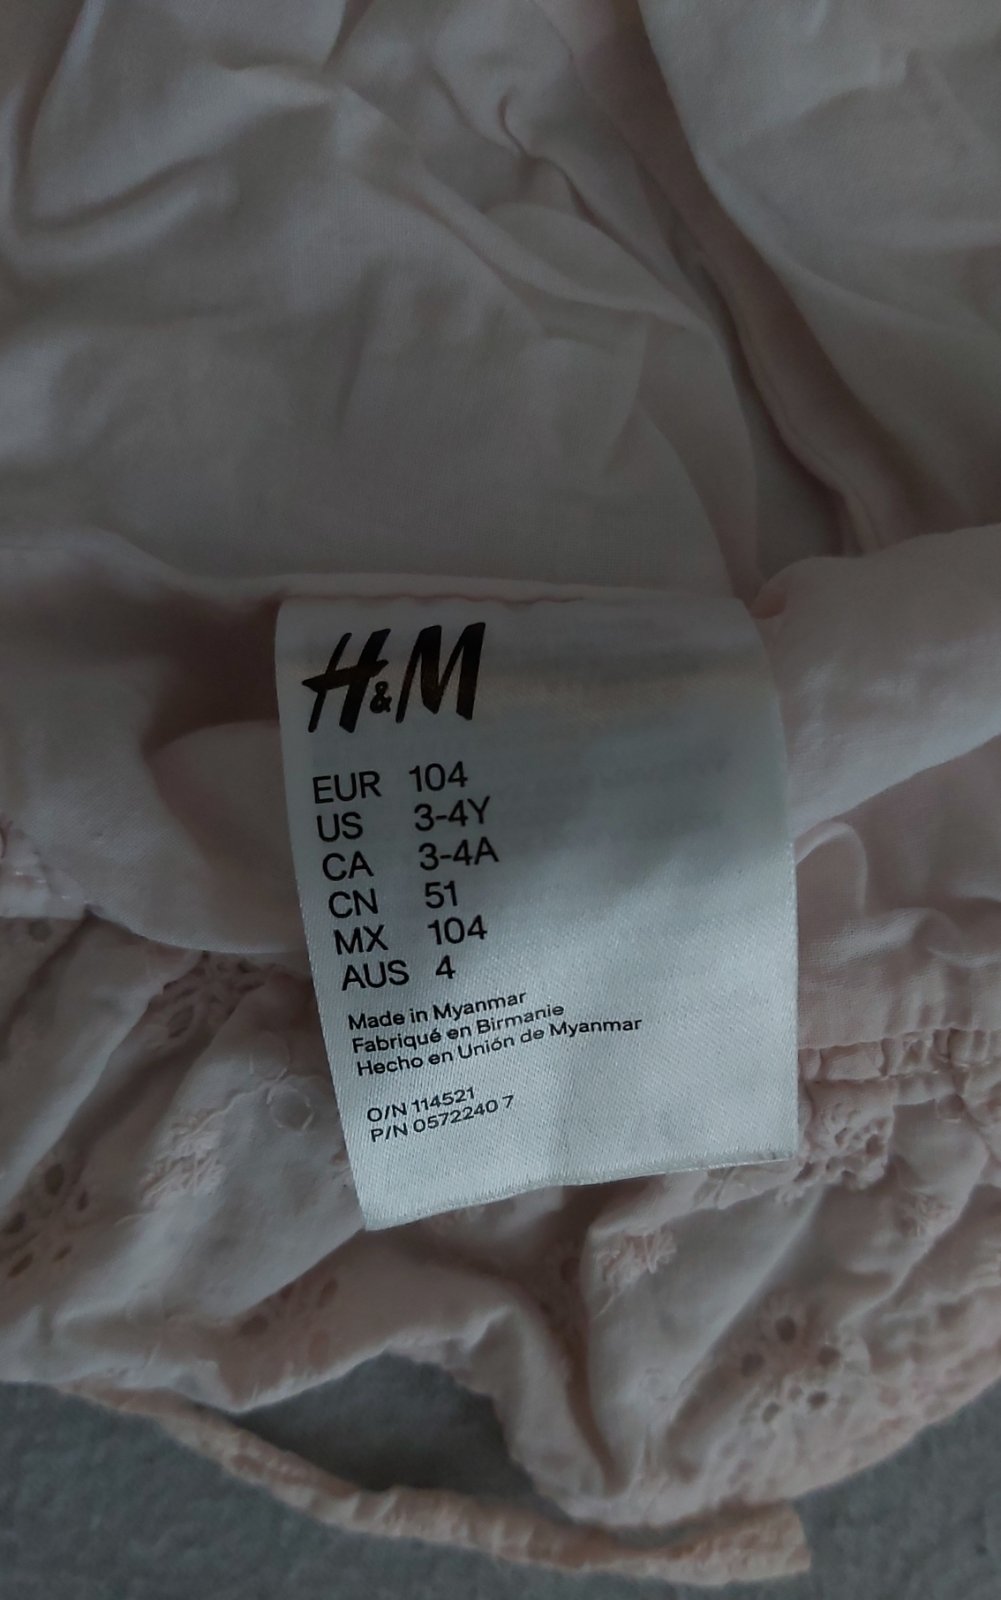 H&M
EUR 104
US 3-4Y
CA 3-4A
CN 51
MX 104
AUS 4
Made in Myanmar
Fabriqué en Birmanie
Hecho en Unión de Myanmar
O/N 114521
P/N 0572240 7